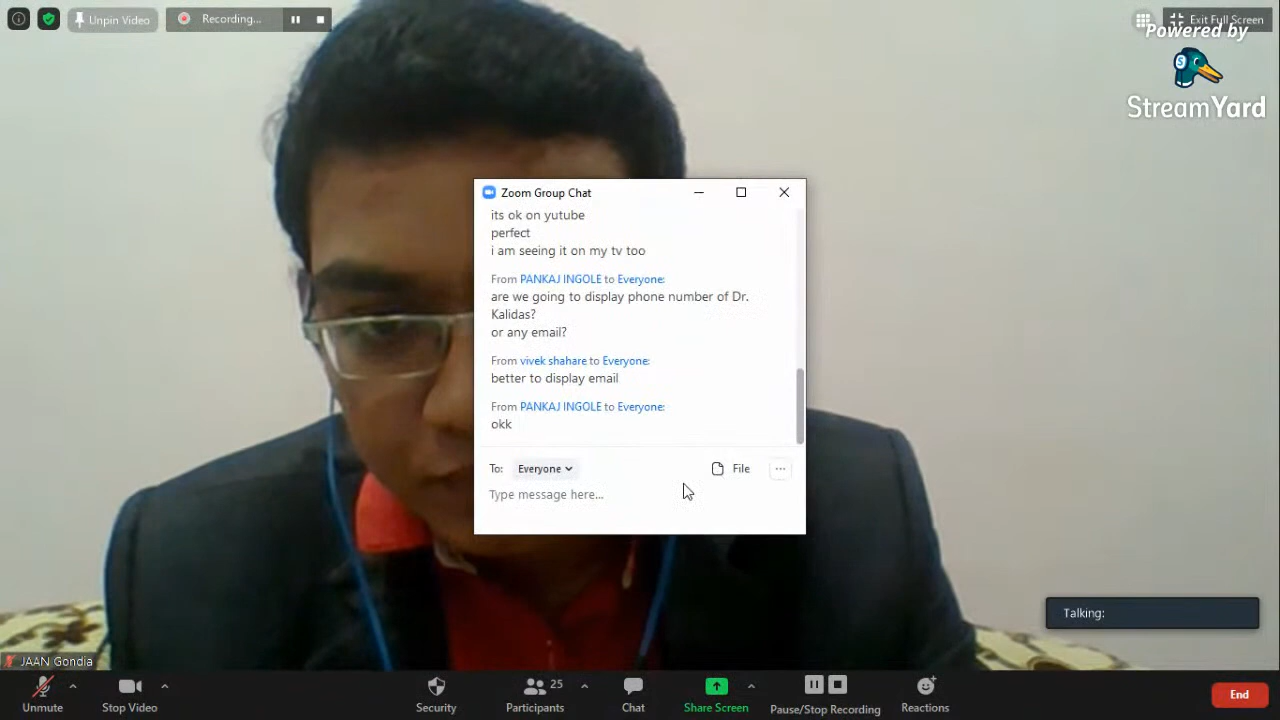 Unpin Video
Recording...
Exit Full Screen
Powered by
StreamYard
Zoom Group Chat
its ok on yutube
perfect
i am seeing it on my tv too
From PANKAJ INGOLE to Everyone:
are we going to display phone number of Dr.
Kalidas?
or any email?
From vivek shahare to Everyone:
better to display email
From PANKAJ INGOLE to Everyone:
okk
To: Everyone
File
Type message here...
Talking:
JAAN Gondia
Unmute
Stop Video
Security
25
Participants
Chat
Share Screen
Pause/Stop Recording
Reactions
End